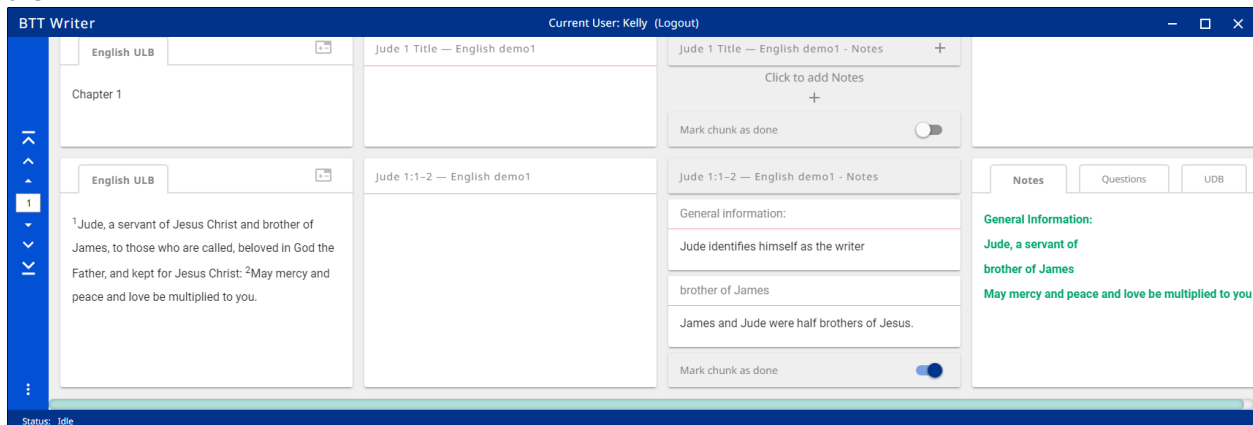 BTT Writer
Current User: Kelly (Logout)
English ULB
Jude 1 Title — English demo1
Jude 1 Title — English demo1 - Notes
Chapter 1
Click to add Notes
Mark chunk as done
English ULB
Jude 1:1–2 — English demo1
Jude 1:1–2 — English demo1 - Notes
Notes
Questions
UDB
1
1Jude, a servant of Jesus Christ and brother of
James, to those who are called, beloved in God the
Father, and kept for Jesus Christ: 2May mercy and
peace and love be multiplied to you.
General information:
Jude identifies himself as the writer
brother of James
James and Jude were half brothers of Jesus.
Mark chunk as done
General Information:
Jude, a servant of
brother of James
May mercy and peace and love be multiplied to you
Status: Idle